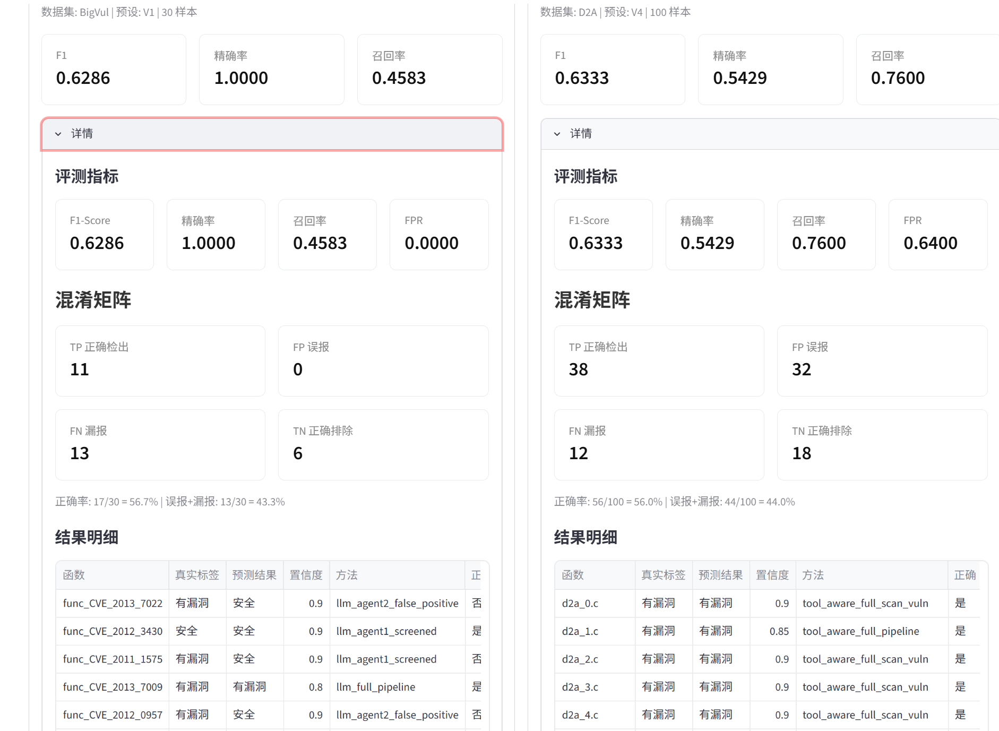 数据集: BigVul | 预设: V1 | 30 样本
F1
0.6286
精确率
1.0000
召回率
0.4583
详情
评测指标
F1-Score
0.6286
精确率
1.0000
召回率
0.4583
FPR
0.0000
混淆矩阵
TP 正确检出
11
FP 误报
0
FN 漏报
13
TN 正确排除
6
正确率: 17/30 = 56.7% | 误报+漏报: 13/30 = 43.3%
结果明细
函数 真实标签 预测结果 置信度 方法 正
func_CVE_2013_7022 有漏洞 安全 0.9 llm_agent2_false_positive 否
func_CVE_2012_3430 安全 安全 0.9 llm_agent1_screened 是
func_CVE_2011_1575 有漏洞 安全 0.9 llm_agent1_screened 否
func_CVE_2013_7009 有漏洞 有漏洞 0.8 llm_full_pipeline 是
func_CVE_2012_0957 有漏洞 安全 0.9 llm_agent2_false_positive 否
数据集: D2A | 预设: V4 | 100 样本
F1
0.6333
精确率
0.5429
召回率
0.7600
详情
评测指标
F1-Score
0.6333
精确率
0.5429
召回率
0.7600
FPR
0.6400
混淆矩阵
TP 正确检出
38
FP 误报
32
FN 漏报
12
TN 正确排除
18
正确率: 56/100 = 56.0% | 误报+漏报: 44/100 = 44.0%
结果明细
函数 真实标签 预测结果 置信度 方法 正确
d2a_0.c 有漏洞 有漏洞 0.9 tool_aware_full_scan_vuln 是
d2a_1.c 有漏洞 有漏洞 0.85 tool_aware_full_pipeline 是
d2a_2.c 有漏洞 有漏洞 0.9 tool_aware_full_scan_vuln 是
d2a_3.c 有漏洞 有漏洞 0.9 tool_aware_full_scan_vuln 是
d2a_4.c 有漏洞 有漏洞 0.9 tool_aware_full_scan_vuln 是